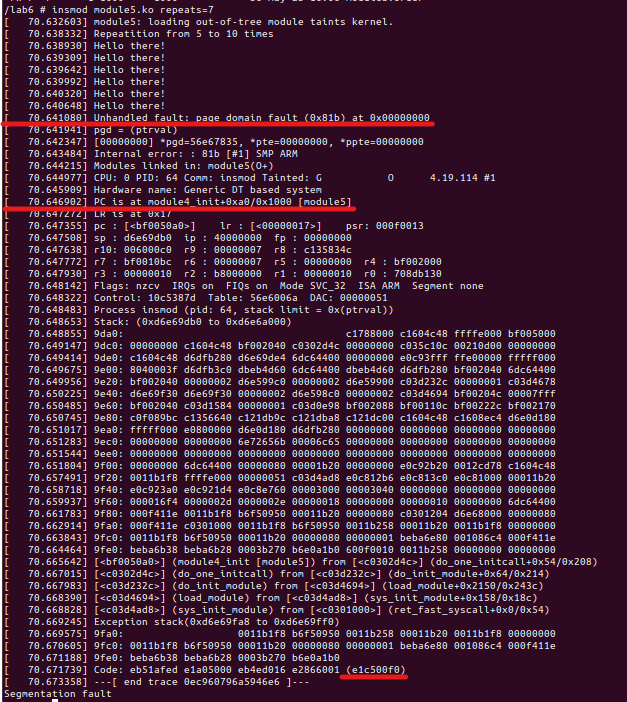 /lab6 # insmod module5.ko repeats=7
[   70.632603] module5: loading out-of-tree module taints kernel.
[   70.638332] Repeatition from 5 to 10 times
[   70.638930] Hello there!
[   70.639309] Hello there!
[   70.639642] Hello there!
[   70.639992] Hello there!
[   70.640320] Hello there!
[   70.640648] Hello there!
[   70.641080] Unhandled fault: page domain fault (0x81b) at 0x00000000
[   70.641941] pgd = (ptrval)
[   70.642347] [00000000] *pgd=56e67835, *pte=00000000, *ppte=00000000
[   70.643484] Internal error: : 81b [#1] SMP ARM
[   70.644215] Modules linked in: module5(O+)
[   70.644977] CPU: 0 PID: 64 Comm: insmod Tainted: G           O      4.19.114 #1
[   70.645909] Hardware name: Generic DT based system
[   70.646902] PC is at module4_init+0xa0/0x1000 [module5]
[   70.647272] LR is at 0x17
[   70.647355] pc : [<bf0050a0>]    lr : [<00000017>]    psr: 000f0013
[   70.647508] sp : d6e69db0  ip : 40000000  fp : 00000000
[   70.647638] r10: 006000c0  r9 : 00000007  r8 : c135834c
[   70.647772] r7 : bf0010bc  r6 : 00000007  r5 : 00000005  r4 : bf002000
[   70.647930] r3 : 00000010  r2 : b8000000  r1 : 00000010  r0 : 708db130
[   70.648142] Flags: nzcv  IRQs on  FIQs on  Mode SVC_32  ISA ARM  Segment none
[   70.648322] Control: 10c5387d  Table: 56e6006a  DAC: 00000051
[   70.648483] Process insmod (pid: 64, stack limit = 0x(ptrval))
[   70.648653] Stack: (0xd6e69db0 to 0xd6e6a000)
[   70.648855] 9da0:                                     c1788000 c1604c48 ffffe000 bf005000
[   70.649147] 9dc0: 00000000 c1604c48 bf002040 c0302d4c 00000000 c035c10c 00210d00 00000000
[   70.649414] 9de0: c1604c48 d6dfb280 d6e69de4 6dc64400 00000000 e0c93fff ffe00000 fffff000
[   70.649675] 9e00: 8040003f d6dfb3c0 dbeb4d60 6dc64400 dbeb4d60 d6dfb280 bf002040 6dc64400
[   70.649956] 9e20: bf002040 00000002 d6e599c0 00000002 d6e59900 c03d232c 00000001 c03d4678
[   70.650225] 9e40: d6e69f30 d6e69f30 00000002 d6e598c0 00000002 c03d4694 bf00204c 00007fff
[   70.650485] 9e60: bf002040 c03d1584 00000001 c03d0e98 bf002088 bf00110c bf00222c bf002170
[   70.650745] 9e80: c0f089bc c1356640 c121db9c c121dba8 c121dc00 c1604c48 c1608ec4 d6e0d180
[   70.651017] 9ea0: fffff000 e0800000 d6e0d180 d6dfb280 00000000 00000000 00000000 00000000
[   70.651283] 9ec0: 00000000 00000000 6e72656b 00006c65 00000000 00000000 00000000 00000000
[   70.651544] 9ee0: 00000000 00000000 00000000 00000000 00000000 00000000 00000000 00000000
[   70.651804] 9f00: 00000000 6dc64400 00000080 00011b20 00000000 e0c92b20 0012cd78 c1604c48
[   70.657491] 9f20: 0011b1f8 ffffe000 00000051 c03d4ad8 e0c812b6 e0c813c0 e0c81000 00011b20
[   70.658718] 9f40: e0c923a0 e0c921d4 e0c8e760 00003000 00003040 00000000 00000000 00000000
[   70.659937] 9f60: 000016f4 0000002d 0000002e 00000018 00000000 00000010 00000000 6dc64400
[   70.661783] 9f80: 000f411e 0011b1f8 b6f50950 0011b258 00011b20 00000080 c0301204 d6e68000 00000080
[   70.662914] 9fa0: 000f411e c0301000 0011b1f8 b6f50950 0011b258 00011b20 0011b1f8 00000000
[   70.663843] 9fc0: 0011b1f8 b6f50950 00011b20 00000080 00000001 beba6e80 001086c4 000f411e
[   70.664464] 9fe0: beba6b38 beba6b28 0003b270 b6e0a1b0 600f0010 0011b258 00000000 00000000
[   70.665642] [<bf0050a0>] (module4_init [module5]) from [<c0302d4c>] (do_one_initcall+0x54/0x208)
[   70.667015] [<c0302d4c>] (do_one_initcall) from [<c03d232c>] (do_init_module+0x64/0x214)
[   70.667983] [<c03d232c>] (do_init_module) from [<c03d4694>] (load_module+0x2150/0x243c)
[   70.668390] [<c03d4694>] (load_module) from [<c03d4ad8>] (sys_init_module+0x158/0x18c)
[   70.668828] [<c03d4ad8>] (sys_init_module) from [<c0301000>] (ret_fast_syscall+0x0/0x54)
[   70.669245] Exception stack(0xd6e69fa8 to 0xd6e69ff0)
[   70.669575] 9fa0:                   0011b1f8 b6f50950 0011b258 00011b20 0011b1f8 00000000
[   70.670605] 9fc0: 0011b1f8 b6f50950 00011b20 00000080 00000001 beba6e80 001086c4 000f411e
[   70.671188] 9fe0: beba6b38 beba6b28 0003b270 b6e0a1b0
[   70.671739] Code: eb51afed e1a05000 eb4ed016 e2866001 (e1c500f0)
[   70.673358] ---[ end trace 0ec960796a5946e6 ]---
Segmentation fault